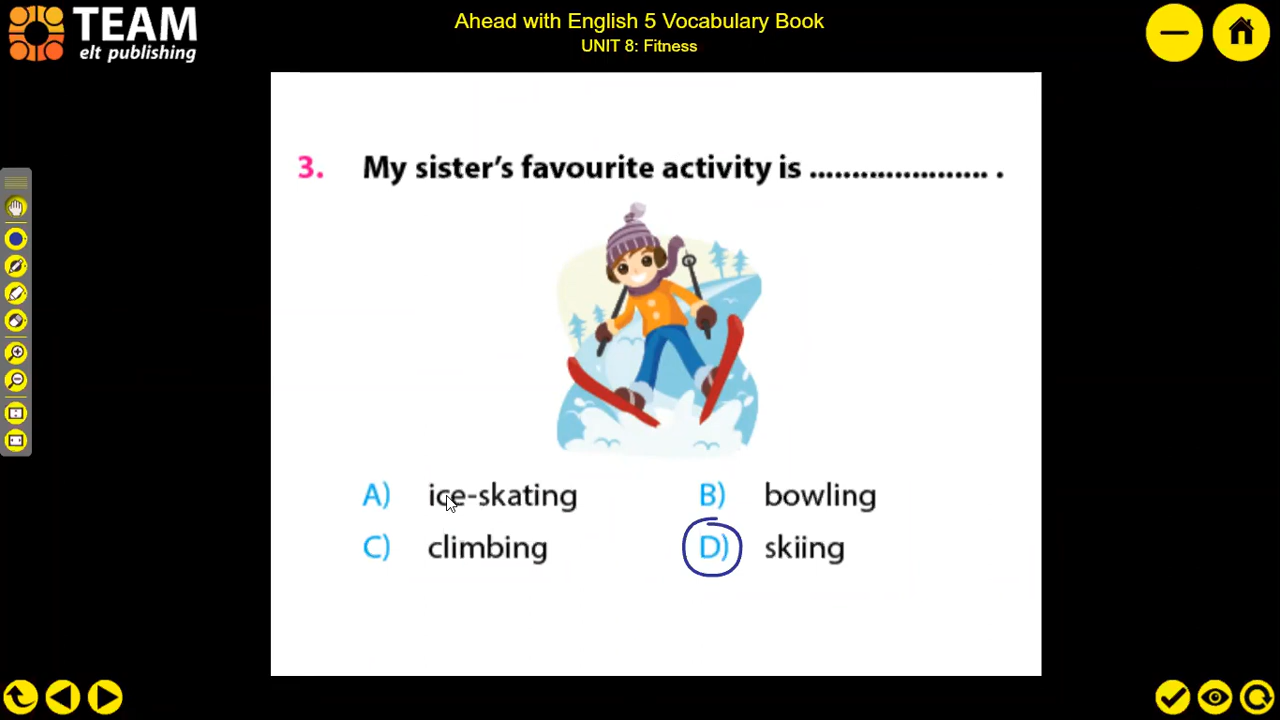 TEAM
elt publishing
Ahead with English 5 Vocabulary Book
UNIT 8: Fitness
3. My sister's favourite activity is ..................... .
A) ice-skating B) bowling
C) climbing D) skiing